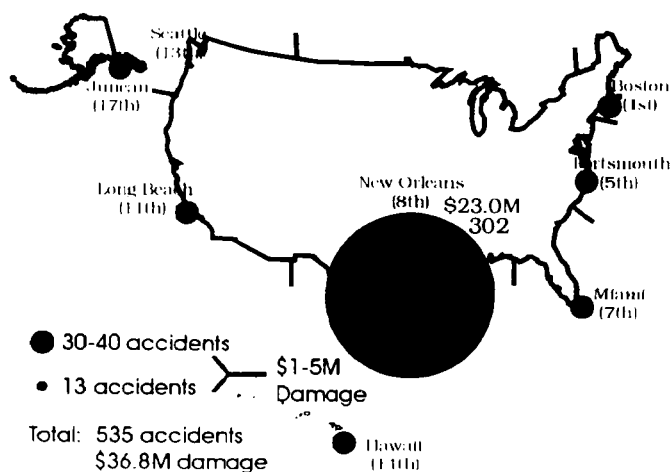 Seattle
(13th)
Juneau
(17th)
Boston
(1st)
Portsmouth
(5th)
Long Beach
(11th)
New Orleans
(8th)
$23.0M
302
Miami
(7th)
30-40 accidents
13 accidents
$1-5M
Damage
Total: 535 accidents
$36.8M damage
Hawaii